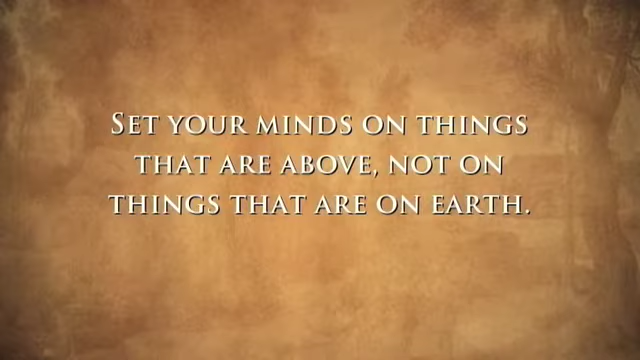 Set your minds on things
that are above, not on
things that are on earth.